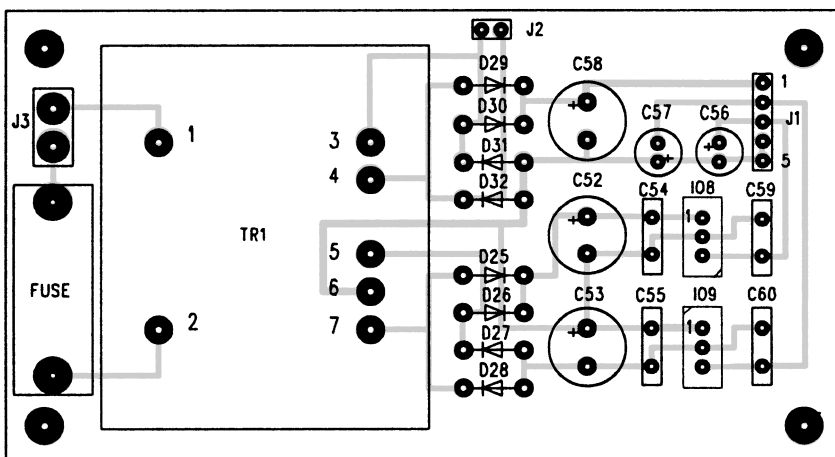 J2
D29
C58
1
J3
D30
C57
C56
J1
1
3
D31
5
4
D32
C52
C54
IO8
C59
1
TR1
5
D25
FUSE
6
D26
C53
C55
IO9
C60
2
7
D27
1
D28